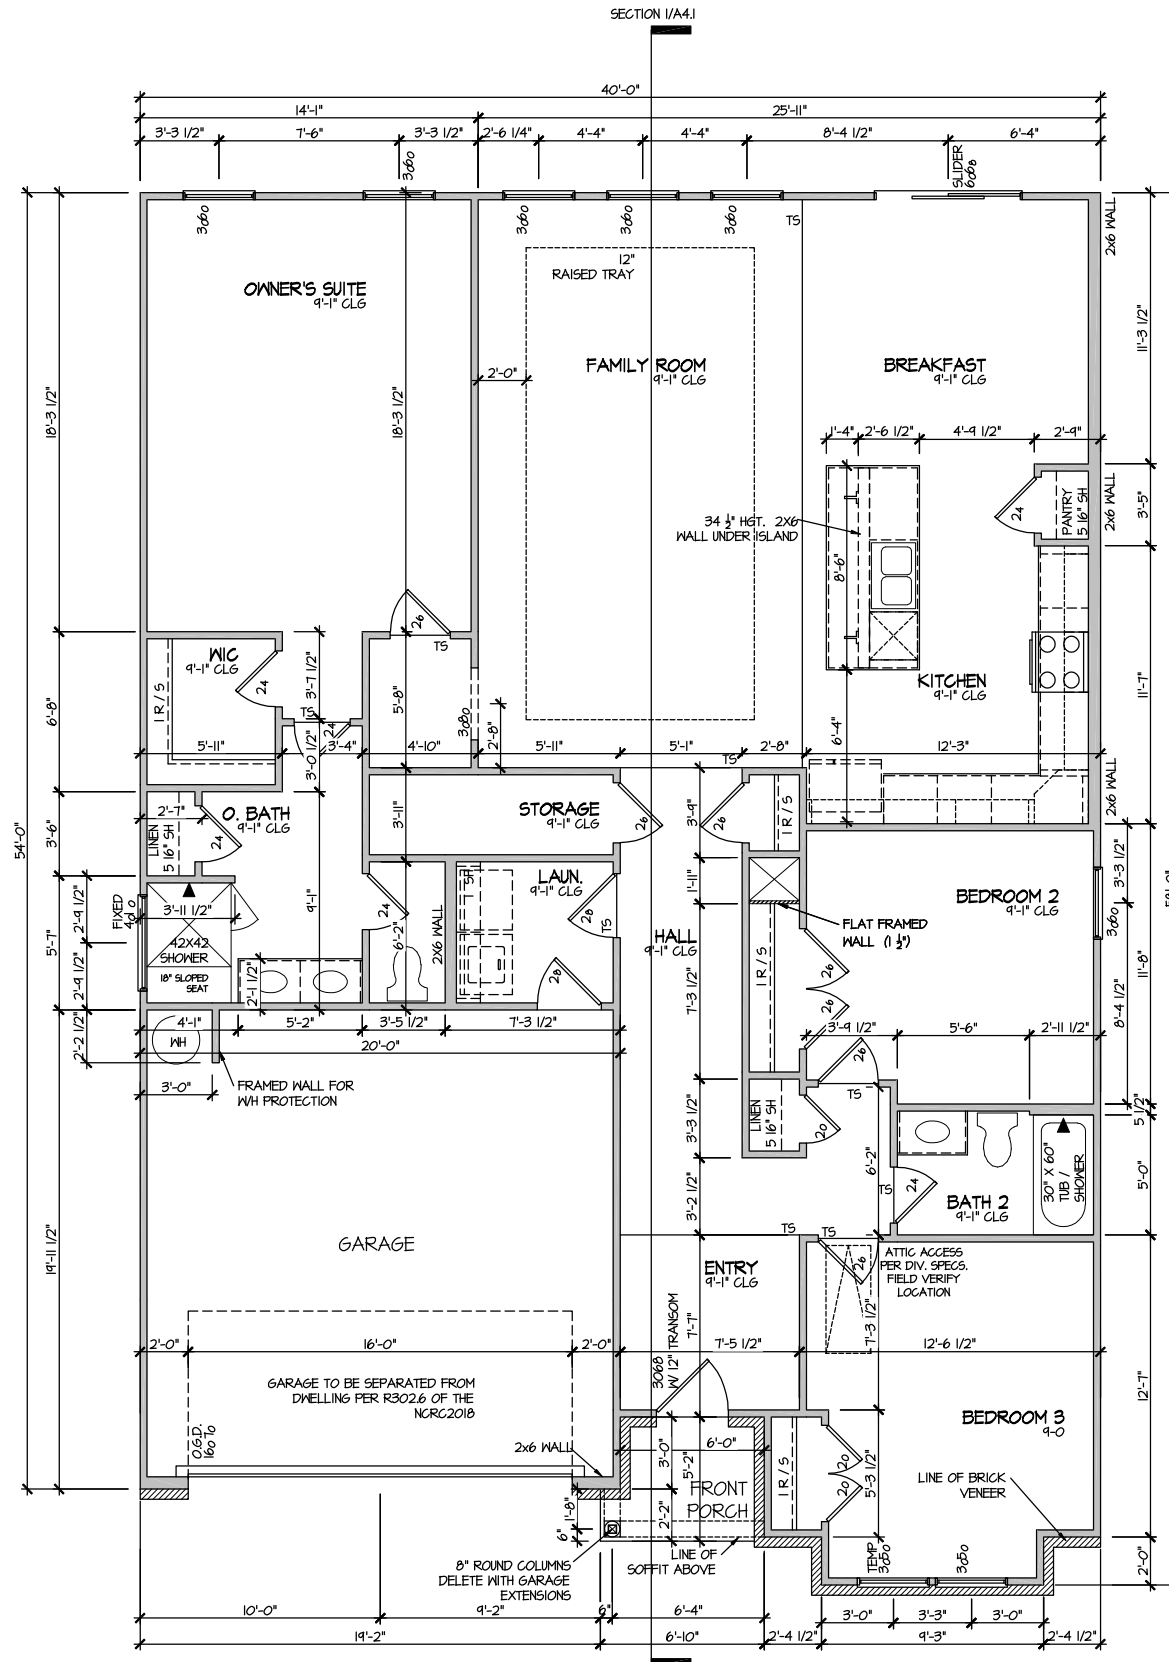 SECTION 1/A4.1
40'-0"
14'-1"
25'-11"
3'-3 1/2"
7'-6"
3'-3 1/2"
2'-6 1/4"
4'-4"
4'-4"
8'-4 1/2"
6'-4"
3060
SLIDER
6068
3060
3060
3060
3060
TS
2x6 WALL
12"
RAISED TRAY
OWNER'S SUITE
9'-1" CLG
FAMILY ROOM
9'-1" CLG
BREAKFAST
9'-1" CLG
11'-3 1/2"
2'-0"
18'-3 1/2"
18'-3 1/2"
1'-4"
2'-6 1/2"
4'-9 1/2"
2'-9"
34 1/2" HGT. 2X6
WALL UNDER ISLAND
8'-6"
24
PANTRY
5 16" SH
2x6 WALL
3'-5"
26
TS
WIC
9'-1" CLG
24
1 R / S
3'-7 1/2"
TS
24
5'-8"
3080
2'-8"
KITCHEN
9'-1" CLG
6'-4"
11'-7"
6'-8"
5'-11"
3'-4"
4'-10"
5'-11"
5'-1"
2'-8"
12'-3"
3'-0 1/2"
TS
2x6 WALL
54'-0"
3'-6"
2'-7"
O. BATH
9'-1" CLG
LINEN
5 16" SH
24
3'-11"
STORAGE
9'-1" CLG
26
26
3'-9"
1 R / S
3'-3 1/2"
FIXED
3'-11 1/2"
42X42
SHOWER
18" SLOPED
SEAT
9'-1"
2'-1 1/2"
24
6'-2"
2X6 WALL
SH
LAUN.
9'-1" CLG
28
TS
28
HALL
9'-1" CLG
1'-11"
FLAT FRAMED
WALL (1 1/2")
BEDROOM 2
9'-1" CLG
3060
11'-8"
8'-4 1/2"
5'-7"
2'-9 1/2"
2'-9 1/2"
2'-2 1/2"
7'-3 1/2"
1 R / S
26
26
4'-1"
5'-2"
3'-5 1/2"
7'-3 1/2"
20'-0"
WH
3'-0"
FRAMED WALL FOR
W/H PROTECTION
3'-9 1/2"
5'-6"
2'-11 1/2"
26
TS
5 1/2"
3'-3 1/2"
LINEN
5 16" SH
20
6'-2"
TS
24
BATH 2
9'-1" CLG
30" X 60"
TUB /
SHOWER
5'-0"
3'-2 1/2"
TS
TS
19'-11 1/2"
GARAGE
ENTRY
9'-1" CLG
26
ATTIC ACCESS
PER DIV. SPECS.
FIELD VERIFY
LOCATION
7'-3 1/2"
2'-0"
16'-0"
2'-0"
3068
W/ 12" TRANSOM
7'-7"
7'-5 1/2"
12'-6 1/2"
12'-7"
GARAGE TO BE SEPARATED FROM
DWELLING PER R302.6 OF THE
NCRC2018
O.G.D.
16070
2x6 WALL
6'-0"
3'-0"
5'-2"
2'-2"
FRONT
PORCH
1 R / S
20
20
5'-3 1/2"
BEDROOM 3
9-0
LINE OF BRICK
VENEER
1'-8"
6"
8" ROUND COLUMNS
DELETE WITH GARAGE
EXTENSIONS
LINE OF
SOFFIT ABOVE
TEMP
3050
3050
2'-0"
10'-0"
9'-2"
6"
6'-4"
3'-0"
3'-3"
3'-0"
19'-2"
6'-10"
2'-4 1/2"
9'-3"
2'-4 1/2"